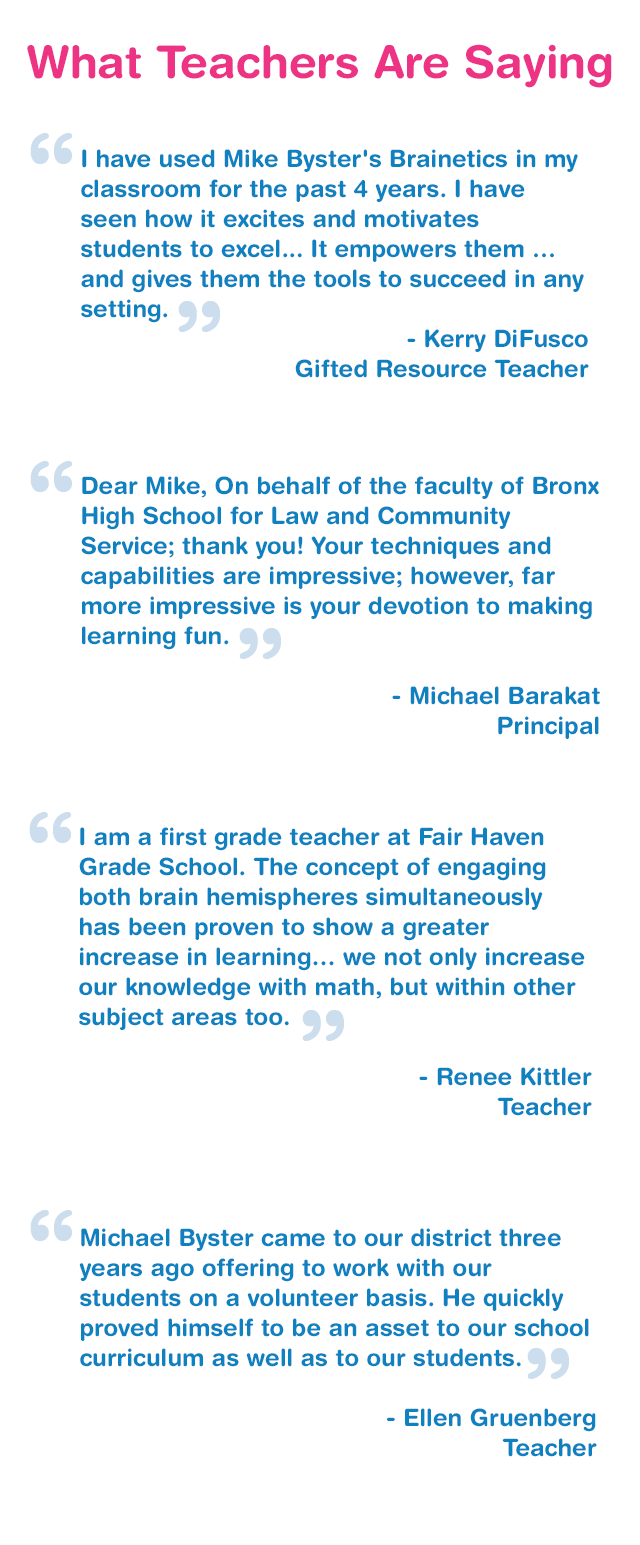 What Teachers Are Saying
“I have used Mike Byster's Brainetics in my
classroom for the past 4 years. I have
seen how it excites and motivates
students to excel... It empowers them ...
and gives them the tools to succeed in any
setting.”
- Kerry DiFusco
Gifted Resource Teacher
“Dear Mike, On behalf of the faculty of Bronx
High School for Law and Community
Service; thank you! Your techniques and
capabilities are impressive; however, far
more impressive is your devotion to making
learning fun.”
- Michael Barakat
Principal
“I am a first grade teacher at Fair Haven
Grade School. The concept of engaging
both brain hemispheres simultaneously
has been proven to show a greater
increase in learning... we not only increase
our knowledge with math, but within other
subject areas too.”
- Renee Kittler
Teacher
“Michael Byster came to our district three
years ago offering to work with our
students on a volunteer basis. He quickly
proved himself to be an asset to our school
curriculum as well as to our students.”
- Ellen Gruenberg
Teacher